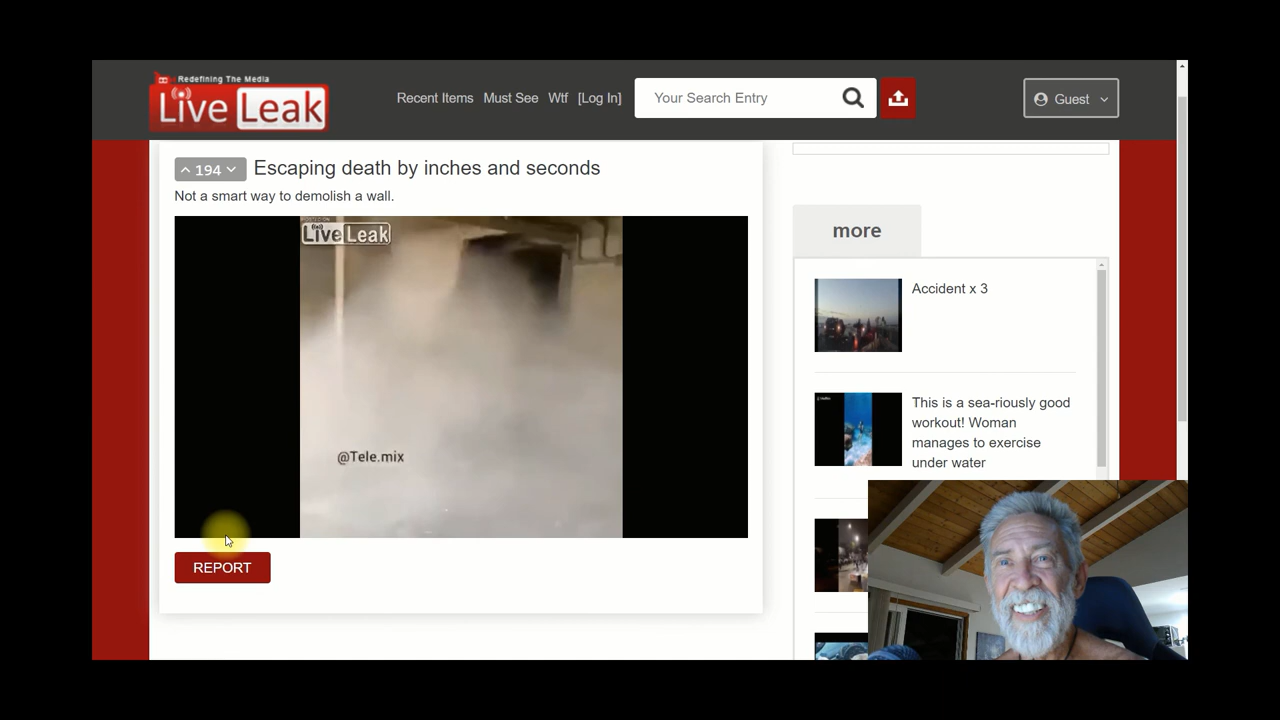 Redefining The Media
LiveLeak
Recent Items Must See Wtf [Log In]
Your Search Entry
Guest
194
Escaping death by inches and seconds
Not a smart way to demolish a wall.
LiveLeak
@Tele.mix
REPORT
more
Accident x 3
This is a sea-riously good
workout! Woman
manages to exercise
under water